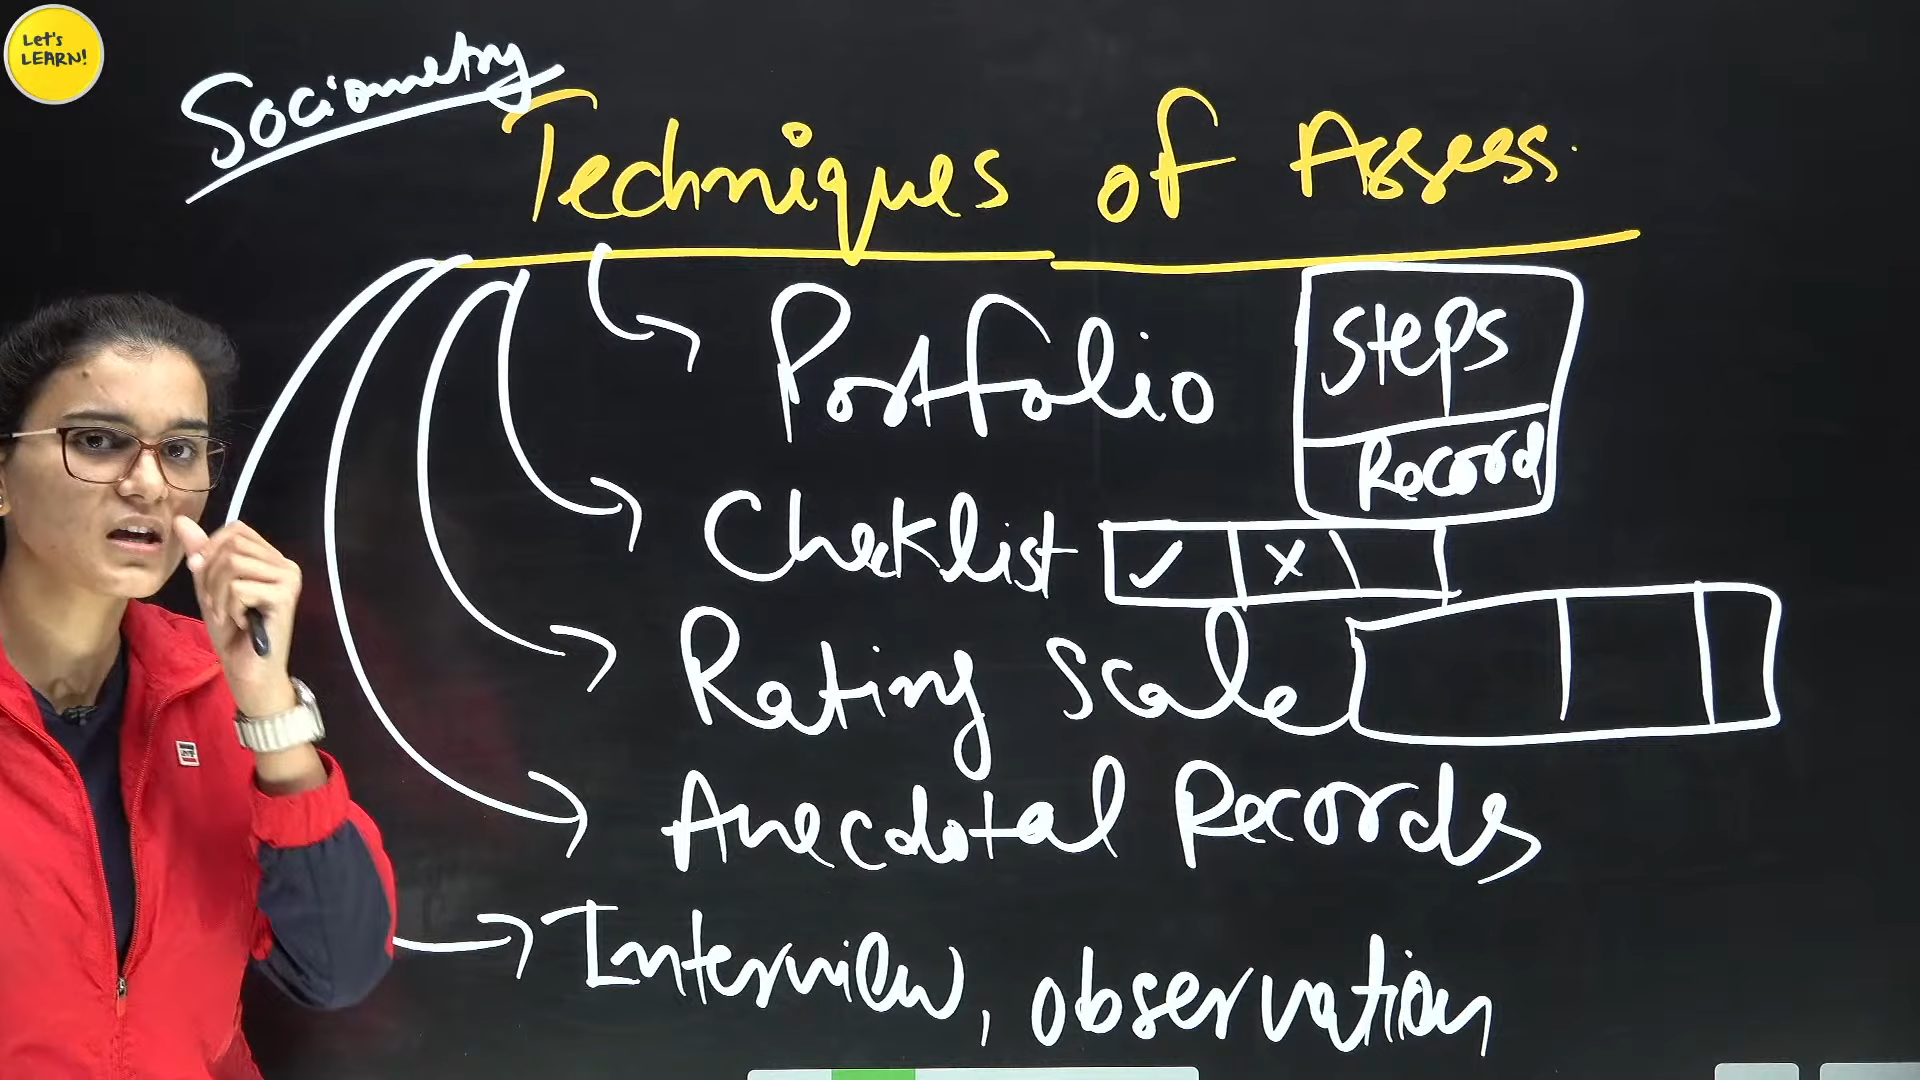 Let's
LEARN!
Sociometry
Techniques of Assess.
Portfolio
Steps
Record
Checklist ✓ x
Rating Scale
Anecdotal Records
Interview, observation